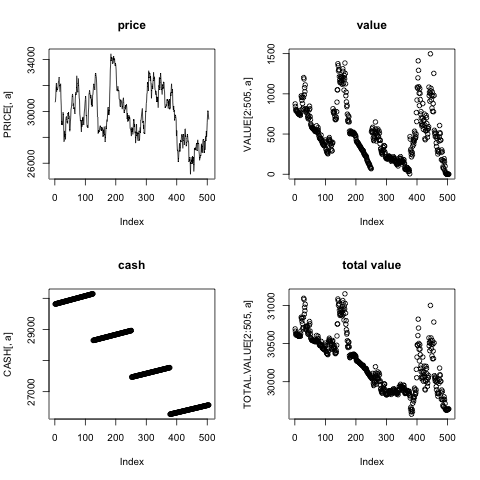 price
PRICE[, a]
26000 30000 34000
0 100 200 300 400 500
Index
value
VALUE[2:505, a]
0 500 1000 1500
0 100 200 300 400 500
Index
cash
CASH[, a]
27000 29000
0 100 200 300 400 500
Index
total value
TOTAL.VALUE[2:505, a]
30000 31000
0 100 200 300 400 500
Index